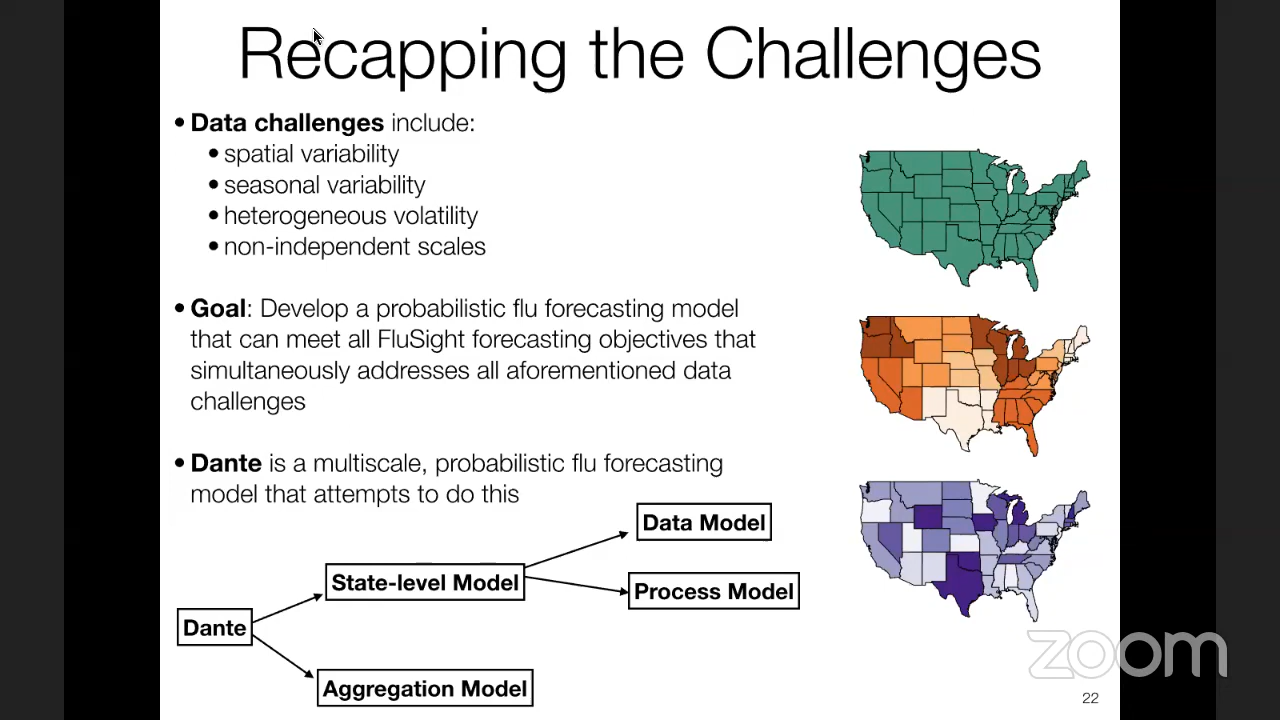 Recapping the Challenges
• Data challenges include:
• spatial variability
• seasonal variability
• heterogeneous volatility
• non-independent scales
• Goal: Develop a probabilistic flu forecasting model
that can meet all FluSight forecasting objectives that
simultaneously addresses all aforementioned data
challenges
• Dante is a multiscale, probabilistic flu forecasting
model that attempts to do this
Data Model
State-level Model
Process Model
Dante
Aggregation Model
zoom
22